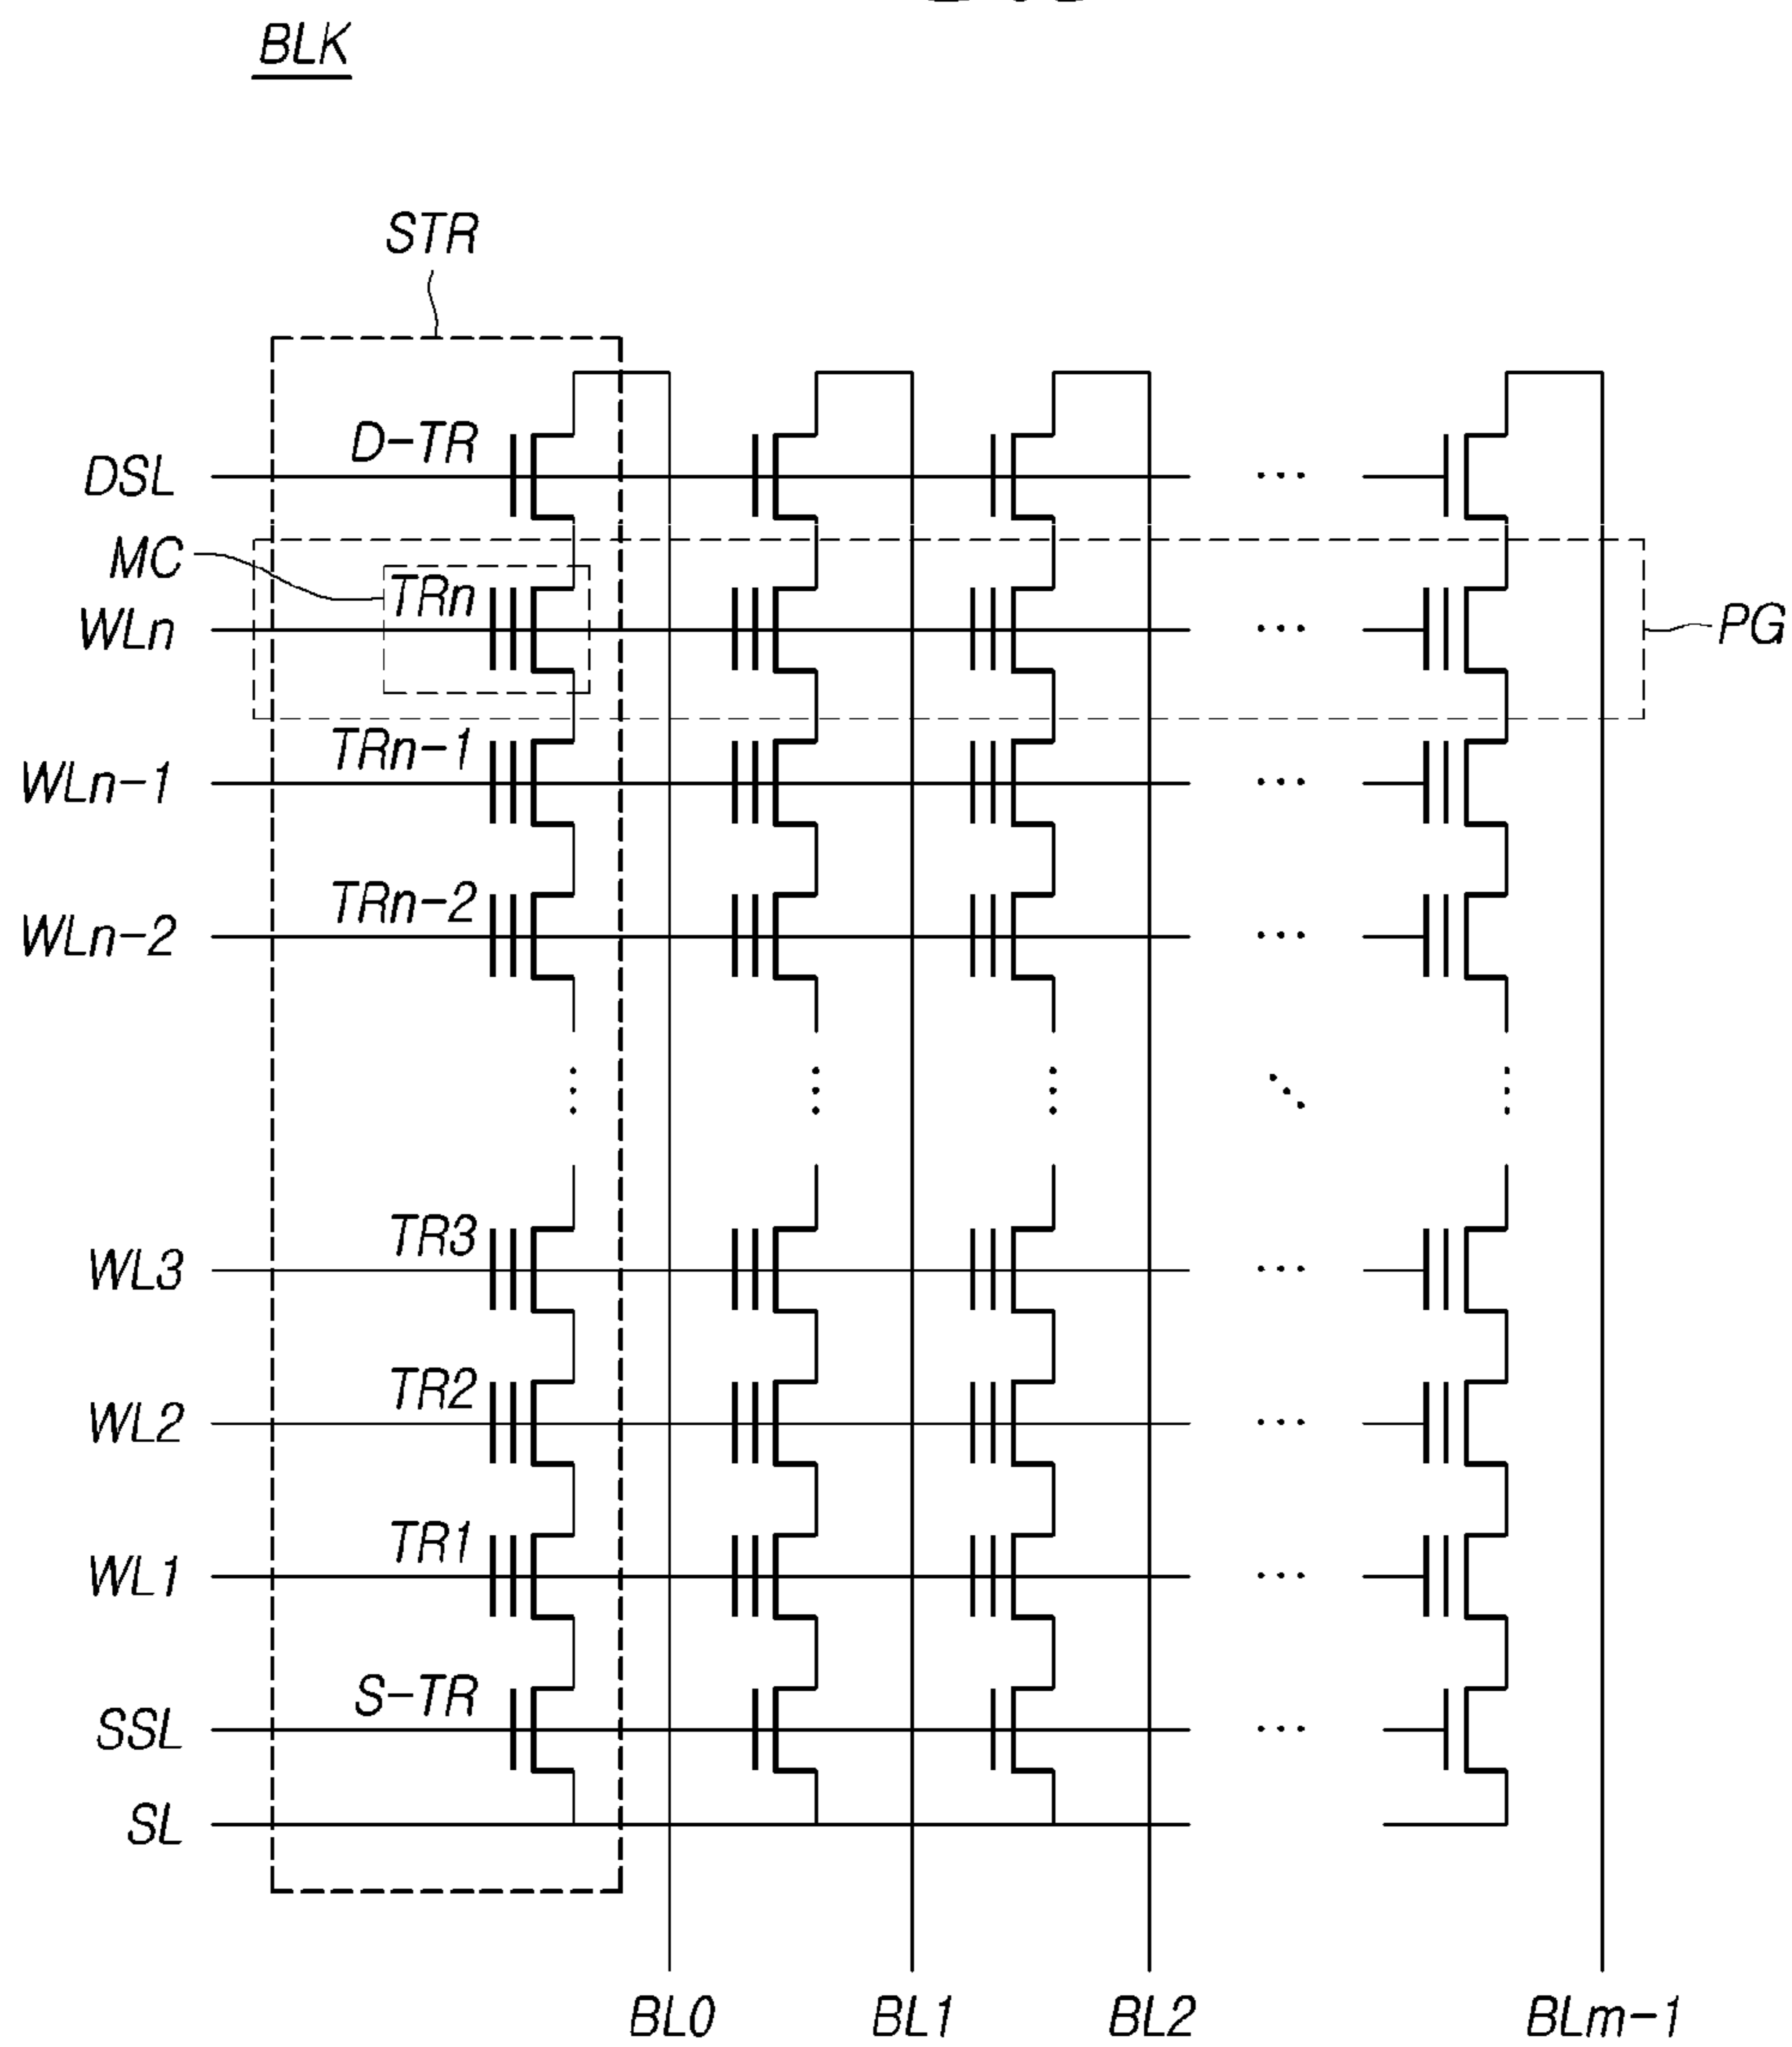 BLK
STR
D-TR
DSL
MC
TRn
WLn
PG
TRn-1
WLn-1
TRn-2
WLn-2
TR3
WL3
TR2
WL2
TR1
WL1
S-TR
SSL
SL
BL0 BL1 BL2 BLm-1